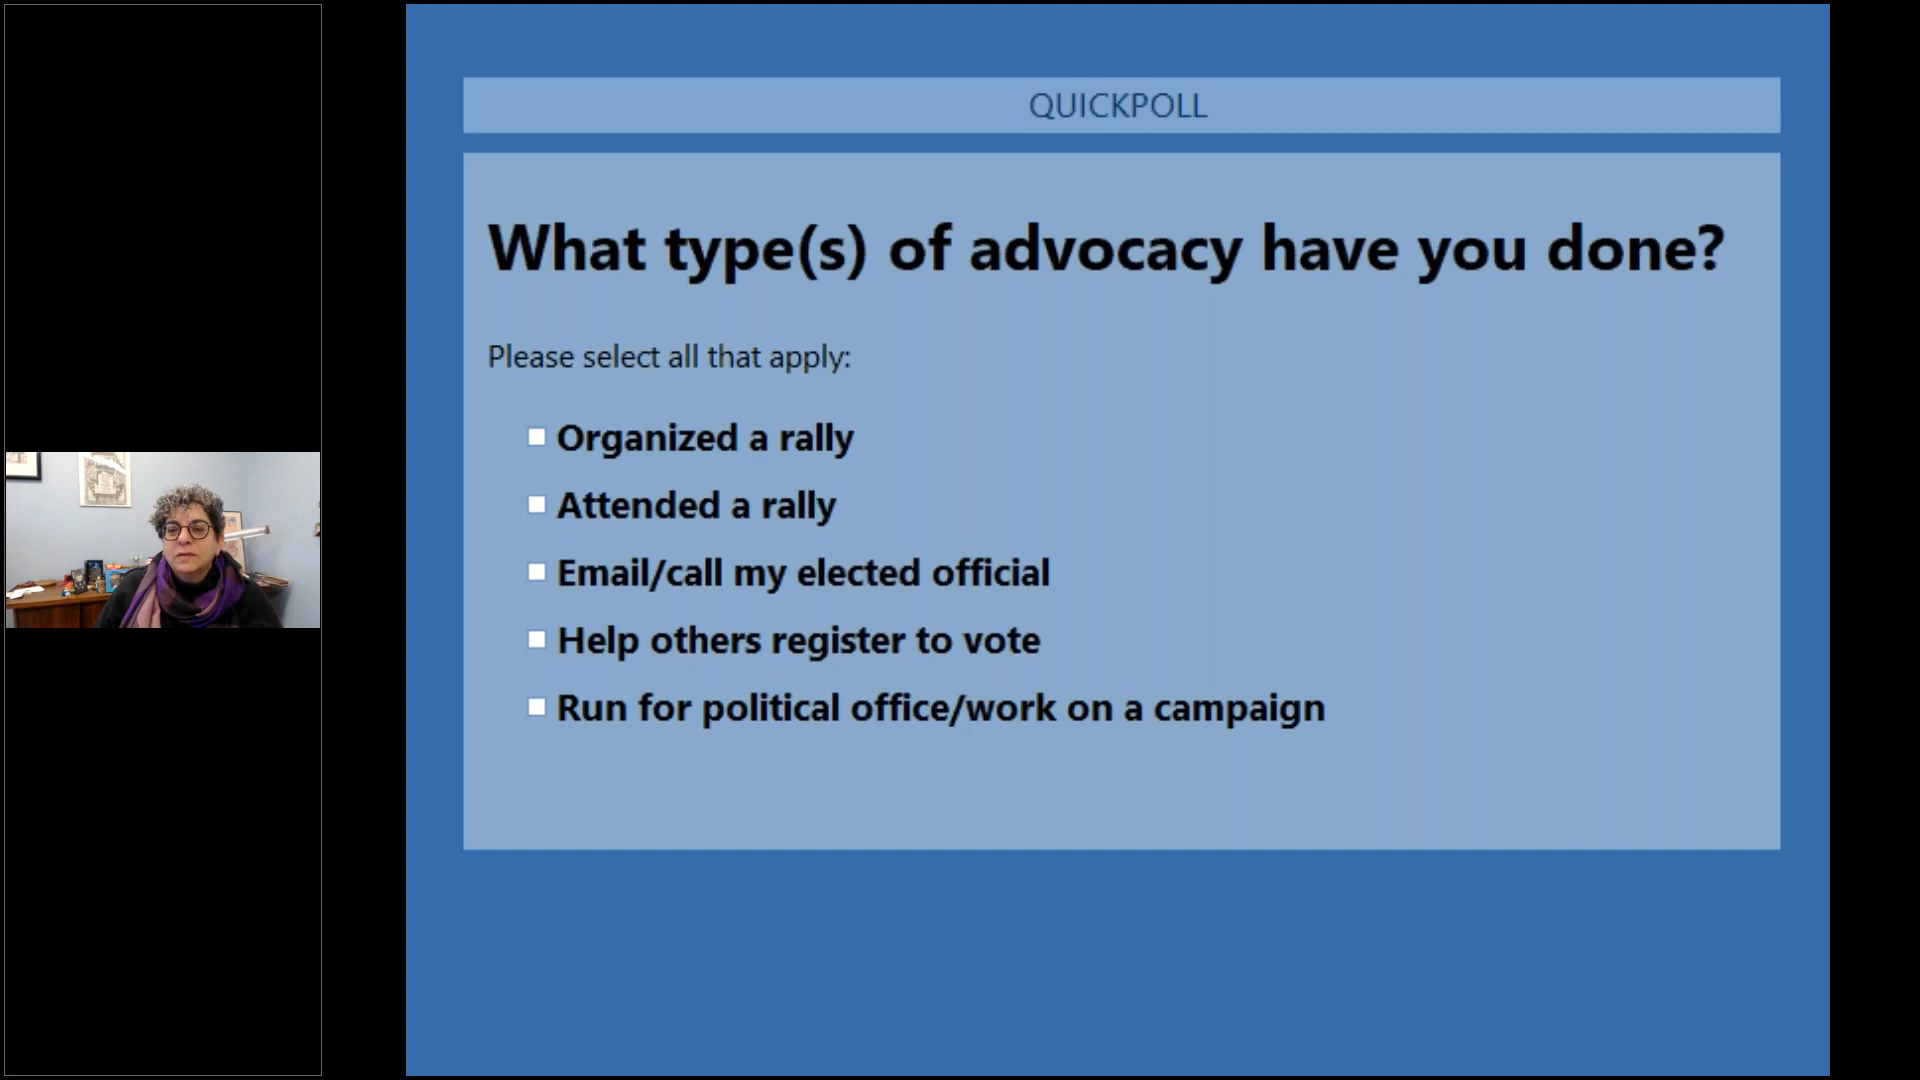 QUICKPOLL
What type(s) of advocacy have you done?
Please select all that apply:
Organized a rally
Attended a rally
Email/call my elected official
Help others register to vote
Run for political office/work on a campaign